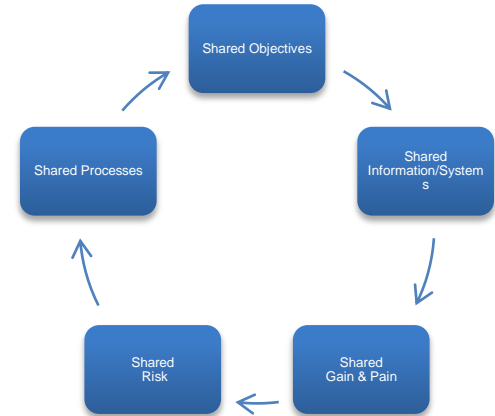 Shared Objectives
Shared
Information/System
s
Shared
Gain & Pain
Shared
Risk
Shared Processes